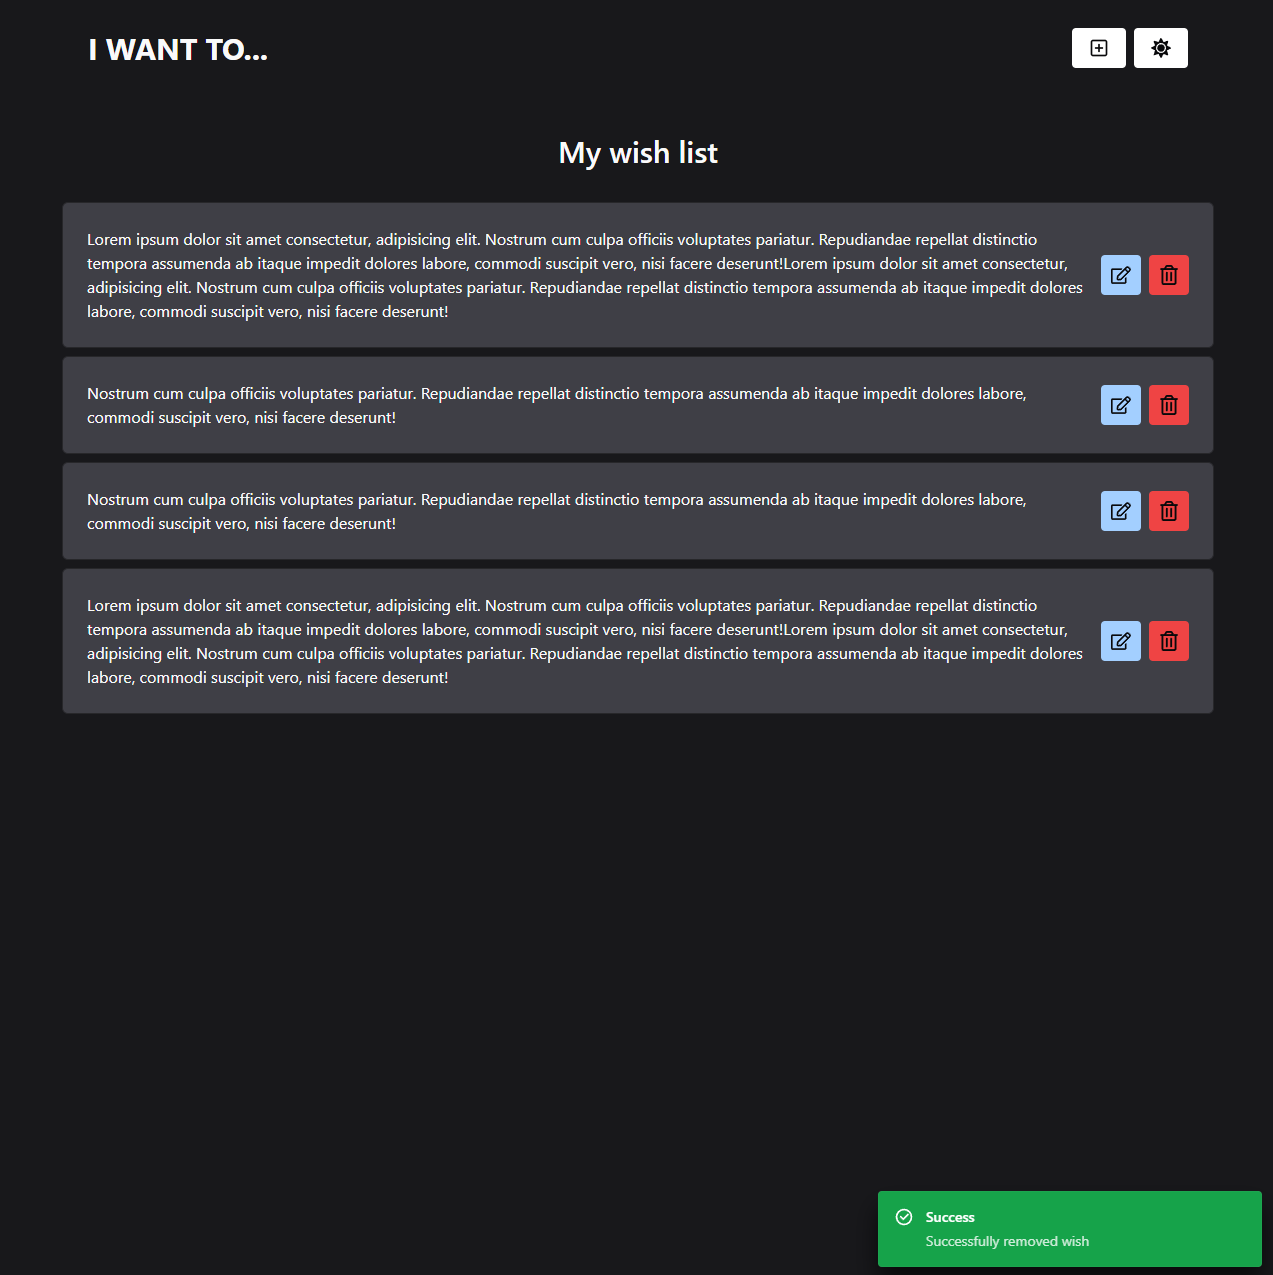 I WANT TO...
My wish list
Lorem ipsum dolor sit amet consectetur, adipisicing elit. Nostrum cum culpa officiis voluptates pariatur. Repudiandae repellat distinctio
tempora assumenda ab itaque impedit dolores labore, commodi suscipit vero, nisi facere deserunt!Lorem ipsum dolor sit amet consectetur,
adipisicing elit. Nostrum cum culpa officiis voluptates pariatur. Repudiandae repellat distinctio tempora assumenda ab itaque impedit dolores
labore, commodi suscipit vero, nisi facere deserunt!
Nostrum cum culpa officiis voluptates pariatur. Repudiandae repellat distinctio tempora assumenda ab itaque impedit dolores labore,
commodi suscipit vero, nisi facere deserunt!
Nostrum cum culpa officiis voluptates pariatur. Repudiandae repellat distinctio tempora assumenda ab itaque impedit dolores labore,
commodi suscipit vero, nisi facere deserunt!
Lorem ipsum dolor sit amet consectetur, adipisicing elit. Nostrum cum culpa officiis voluptates pariatur. Repudiandae repellat distinctio
tempora assumenda ab itaque impedit dolores labore, commodi suscipit vero, nisi facere deserunt!Lorem ipsum dolor sit amet consectetur,
adipisicing elit. Nostrum cum culpa officiis voluptates pariatur. Repudiandae repellat distinctio tempora assumenda ab itaque impedit dolores
labore, commodi suscipit vero, nisi facere deserunt!
Success
Successfully removed wish